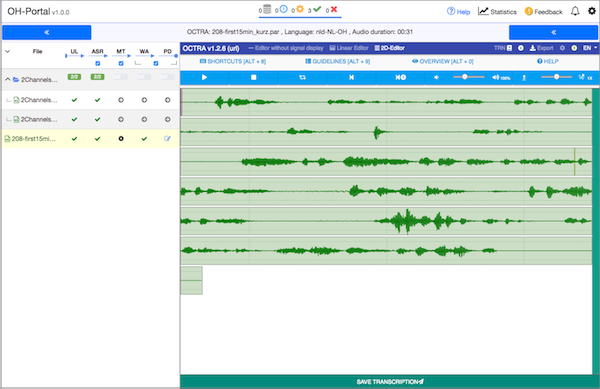 OH-Portal v1.0.0
0 0 0 3 0
Help Statistics Feedback
OCTRA: 208-first15min_kurz.par , Language: nld-NL-OH , Audio duration: 00:31
File UL ASR MT WA PD
OCTRA v1.2.6 (url) Editor without signal display Linear Editor 2D-Editor TRN Export EN
SHORTCUTS [ALT + 8] GUIDELINES [ALT + 9] OVERVIEW [ALT + 0] HELP
2Channels... 2/2 2/2
100% 1X
2Channels...
2Channels...
208-first15mi...
SAVE TRANSCRIPTION